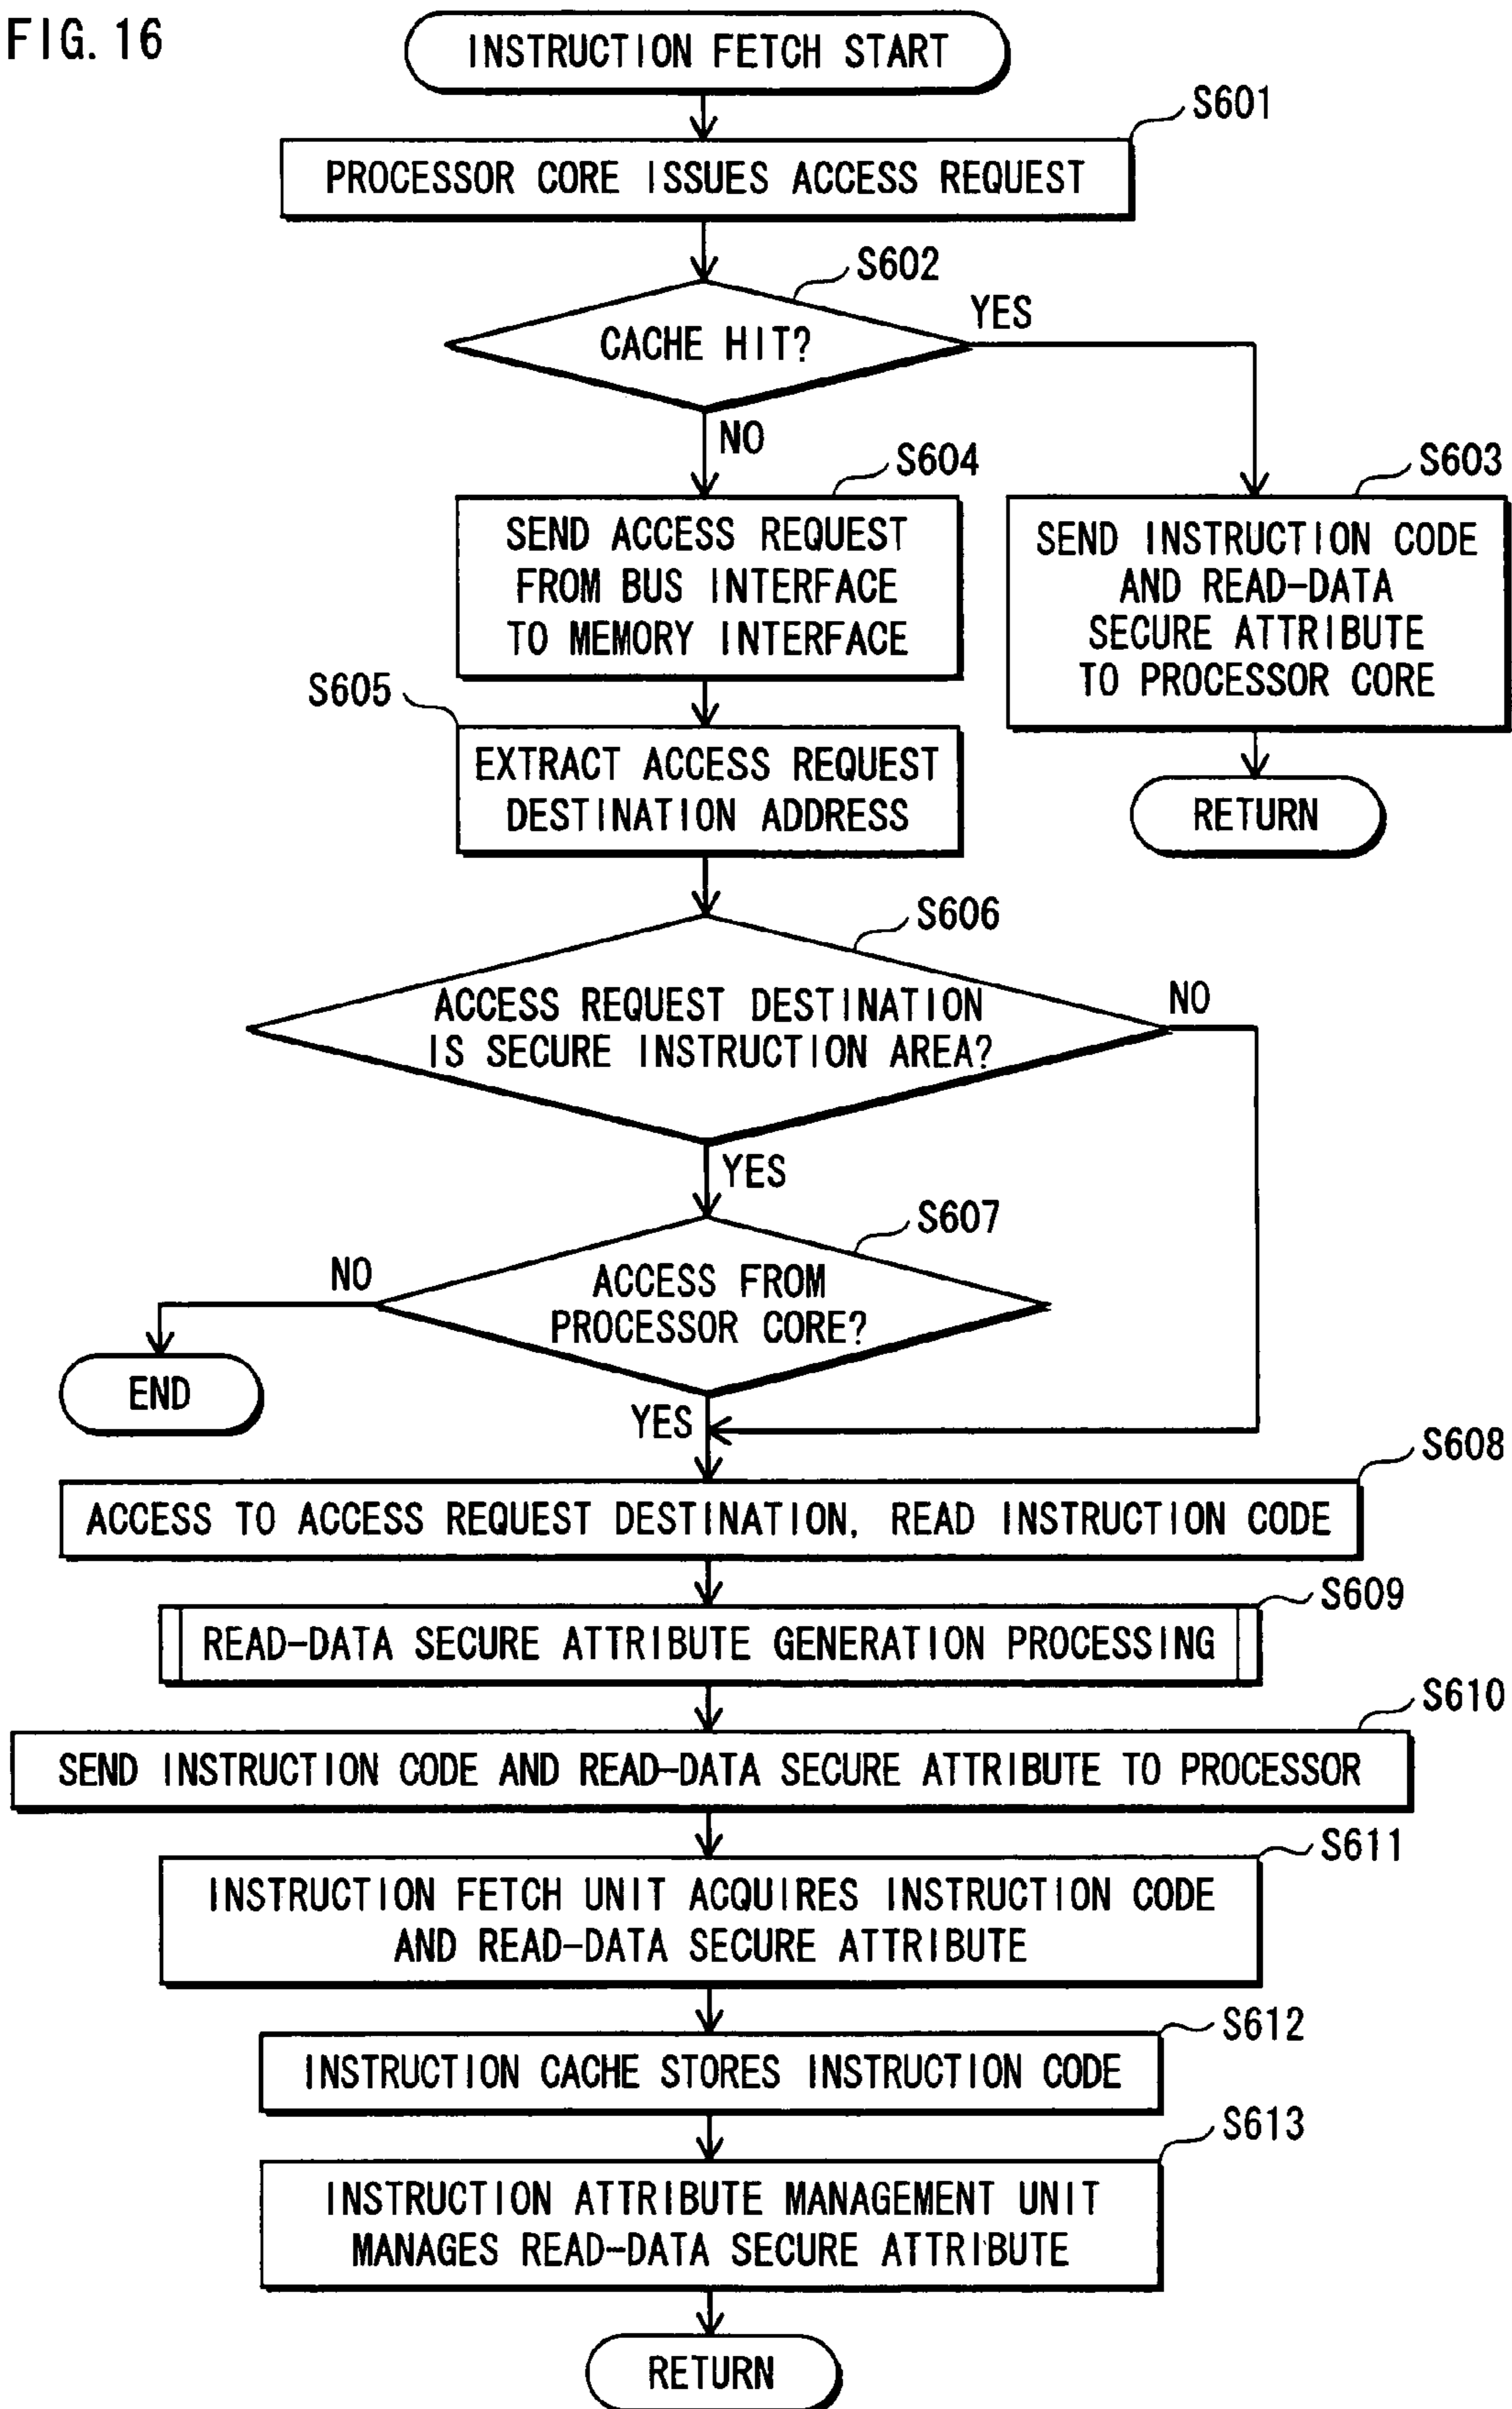 FIG. 16
INSTRUCTION FETCH START
S601
PROCESSOR CORE ISSUES ACCESS REQUEST
S602
CACHE HIT?
YES
NO
S604
SEND ACCESS REQUEST
FROM BUS INTERFACE
TO MEMORY INTERFACE
S603
SEND INSTRUCTION CODE
AND READ-DATA
SECURE ATTRIBUTE
TO PROCESSOR CORE
S605
EXTRACT ACCESS REQUEST
DESTINATION ADDRESS
RETURN
S606
ACCESS REQUEST DESTINATION
IS SECURE INSTRUCTION AREA?
NO
YES
S607
ACCESS FROM
PROCESSOR CORE?
NO
END
YES
S608
ACCESS TO ACCESS REQUEST DESTINATION, READ INSTRUCTION CODE
S609
READ-DATA SECURE ATTRIBUTE GENERATION PROCESSING
S610
SEND INSTRUCTION CODE AND READ-DATA SECURE ATTRIBUTE TO PROCESSOR
S611
INSTRUCTION FETCH UNIT ACQUIRES INSTRUCTION CODE
AND READ-DATA SECURE ATTRIBUTE
S612
INSTRUCTION CACHE STORES INSTRUCTION CODE
S613
INSTRUCTION ATTRIBUTE MANAGEMENT UNIT
MANAGES READ-DATA SECURE ATTRIBUTE
RETURN